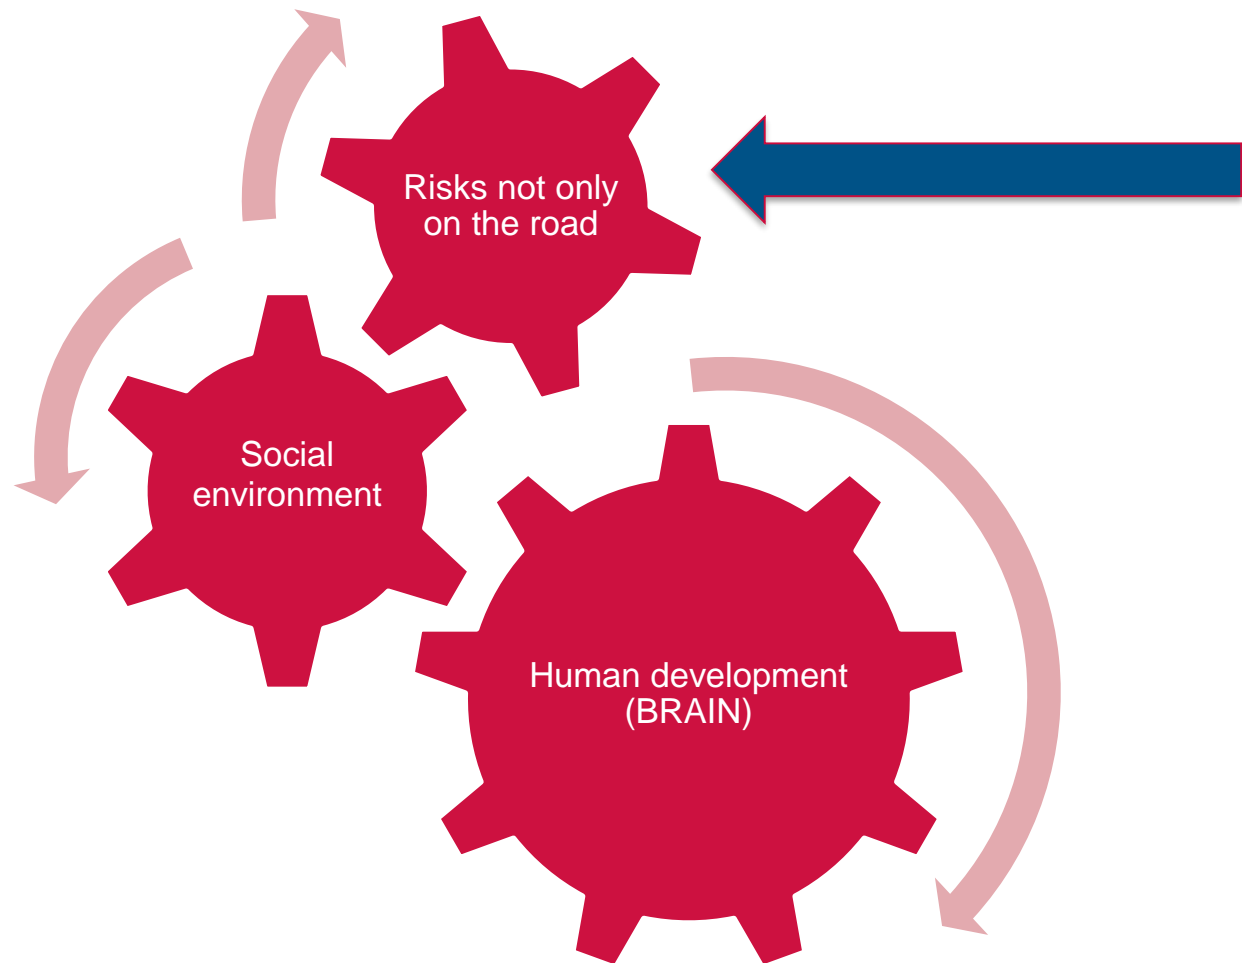 Risks not only
on the road
Social
environment
Human development
(BRAIN)